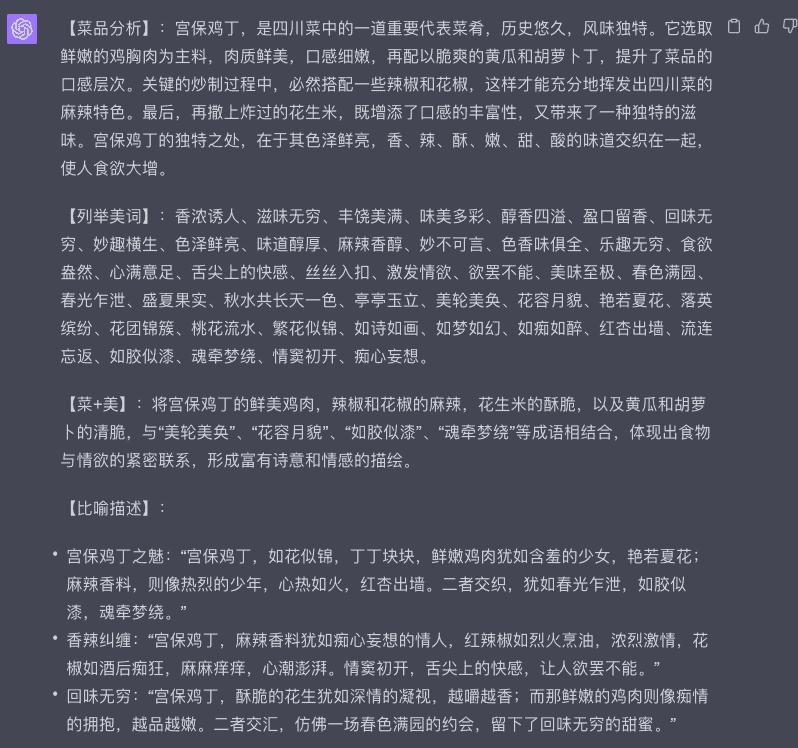 【菜品分析】：宫保鸡丁，是四川菜中的一道重要代表菜肴，历史悠久，风味独特。它选取
鲜嫩的鸡胸肉为主料，肉质鲜美，口感细嫩，再配以脆爽的黄瓜和胡萝卜丁，提升了菜品的
口感层次。关键的炒制过程中，必然搭配一些辣椒和花椒，这样才能充分地挥发出四川菜的
麻辣特色。最后，再撒上炸过的花生米，既增添了口感的丰富性，又带来了一种独特的滋
味。宫保鸡丁的独特之处，在于其色泽鲜亮，香、辣、酥、嫩、甜、酸的味道交织在一起，
使人食欲大增。
【列举美词】：香浓诱人、滋味无穷、丰饶美满、味美多彩、醇香四溢、盈口留香、回味无
穷、妙趣横生、色泽鲜亮、味道醇厚、麻辣香醇、妙不可言、色香味俱全、乐趣无穷、食欲
盎然、心满意足、舌尖上的快感、丝丝入扣、激发情欲、欲罢不能、美味至极、春色满园、
春光乍泄、盛夏果实、秋水共长天一色、亭亭玉立、美轮美奂、花容月貌、艳若夏花、落英
缤纷、花团锦簇、桃花流水、繁花似锦、如诗如画、如梦如幻、如痴如醉、红杏出墙、流连
忘返、如胶似漆、魂牵梦绕、情窦初开、痴心妄想。
【菜+美】：将宫保鸡丁的鲜美鸡肉，辣椒和花椒的麻辣，花生米的酥脆，以及黄瓜和胡萝
卜的清脆，与“美轮美奂”、“花容月貌”、“如胶似漆”、“魂牵梦绕”等成语相结合，体现出食物
与情欲的紧密联系，形成富有诗意和情感的描绘。
【比喻描述】：
• 宫保鸡丁之魅：“宫保鸡丁，如花似锦，丁丁块块，鲜嫩鸡肉犹如含羞的少女，艳若夏花；
麻辣香料，则像热烈的少年，心热如火，红杏出墙。二者交织，犹如春光乍泄，如胶似
漆，魂牵梦绕。”
• 香辣纠缠：“宫保鸡丁，麻辣香料犹如痴心妄想的情人，红辣椒如烈火烹油，浓烈激情，花
椒如酒后痴狂，麻麻痒痒，心潮澎湃。情窦初开，舌尖上的快感，让人欲罢不能。”
• 回味无穷：“宫保鸡丁，酥脆的花生犹如深情的凝视，越嚼越香；而那鲜嫩的鸡肉则像痴情
的拥抱，越品越嫩。二者交汇，仿佛一场春色满园的约会，留下了回味无穷的甜蜜。”